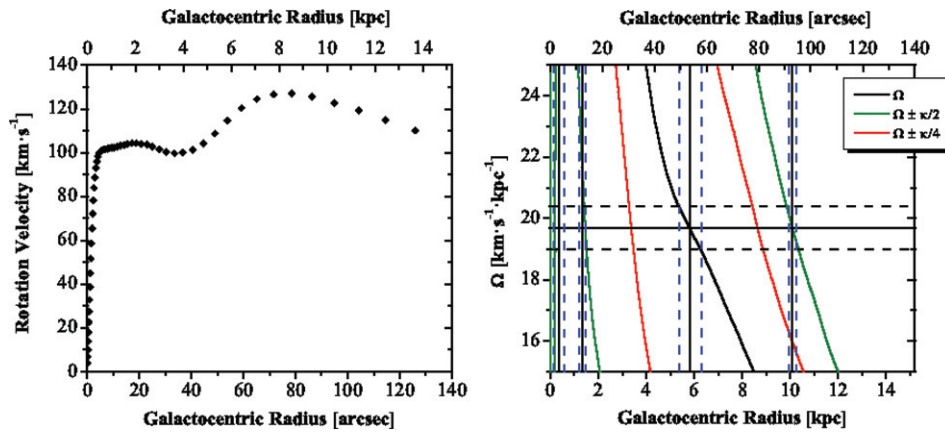 Galactocentric Radius [kpc]
0 2 4 6 8 10 12 14
140
120
100
80
60
40
20
0
Rotation Velocity [km·s⁻¹]
0 20 40 60 80 100 120 140
Galactocentric Radius [arcsec]
Galactocentric Radius [arcsec]
0 20 40 60 80 100 120 140
24
22
20
18
16
Ω [km·s⁻¹·kpc⁻¹]
Ω
Ω ± κ/2
Ω ± κ/4
0 2 4 6 8 10 12 14
Galactocentric Radius [kpc]